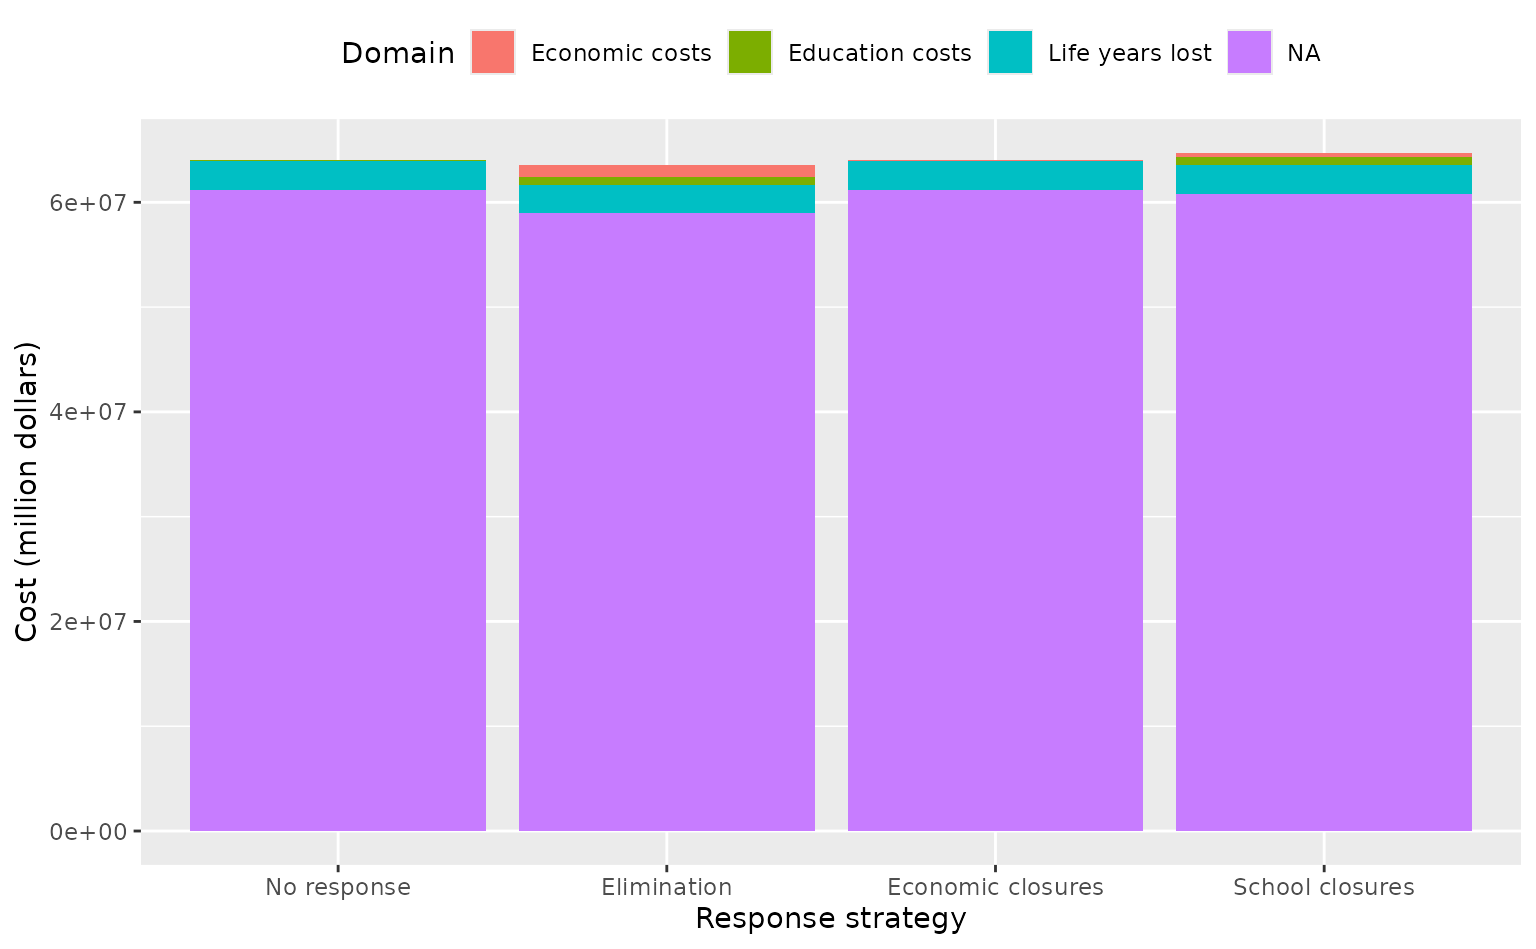 Domain Economic costs Education costs Life years lost NA
Cost (million dollars)
6e+07
4e+07
2e+07
0e+00
No response Elimination Economic closures School closures
Response strategy